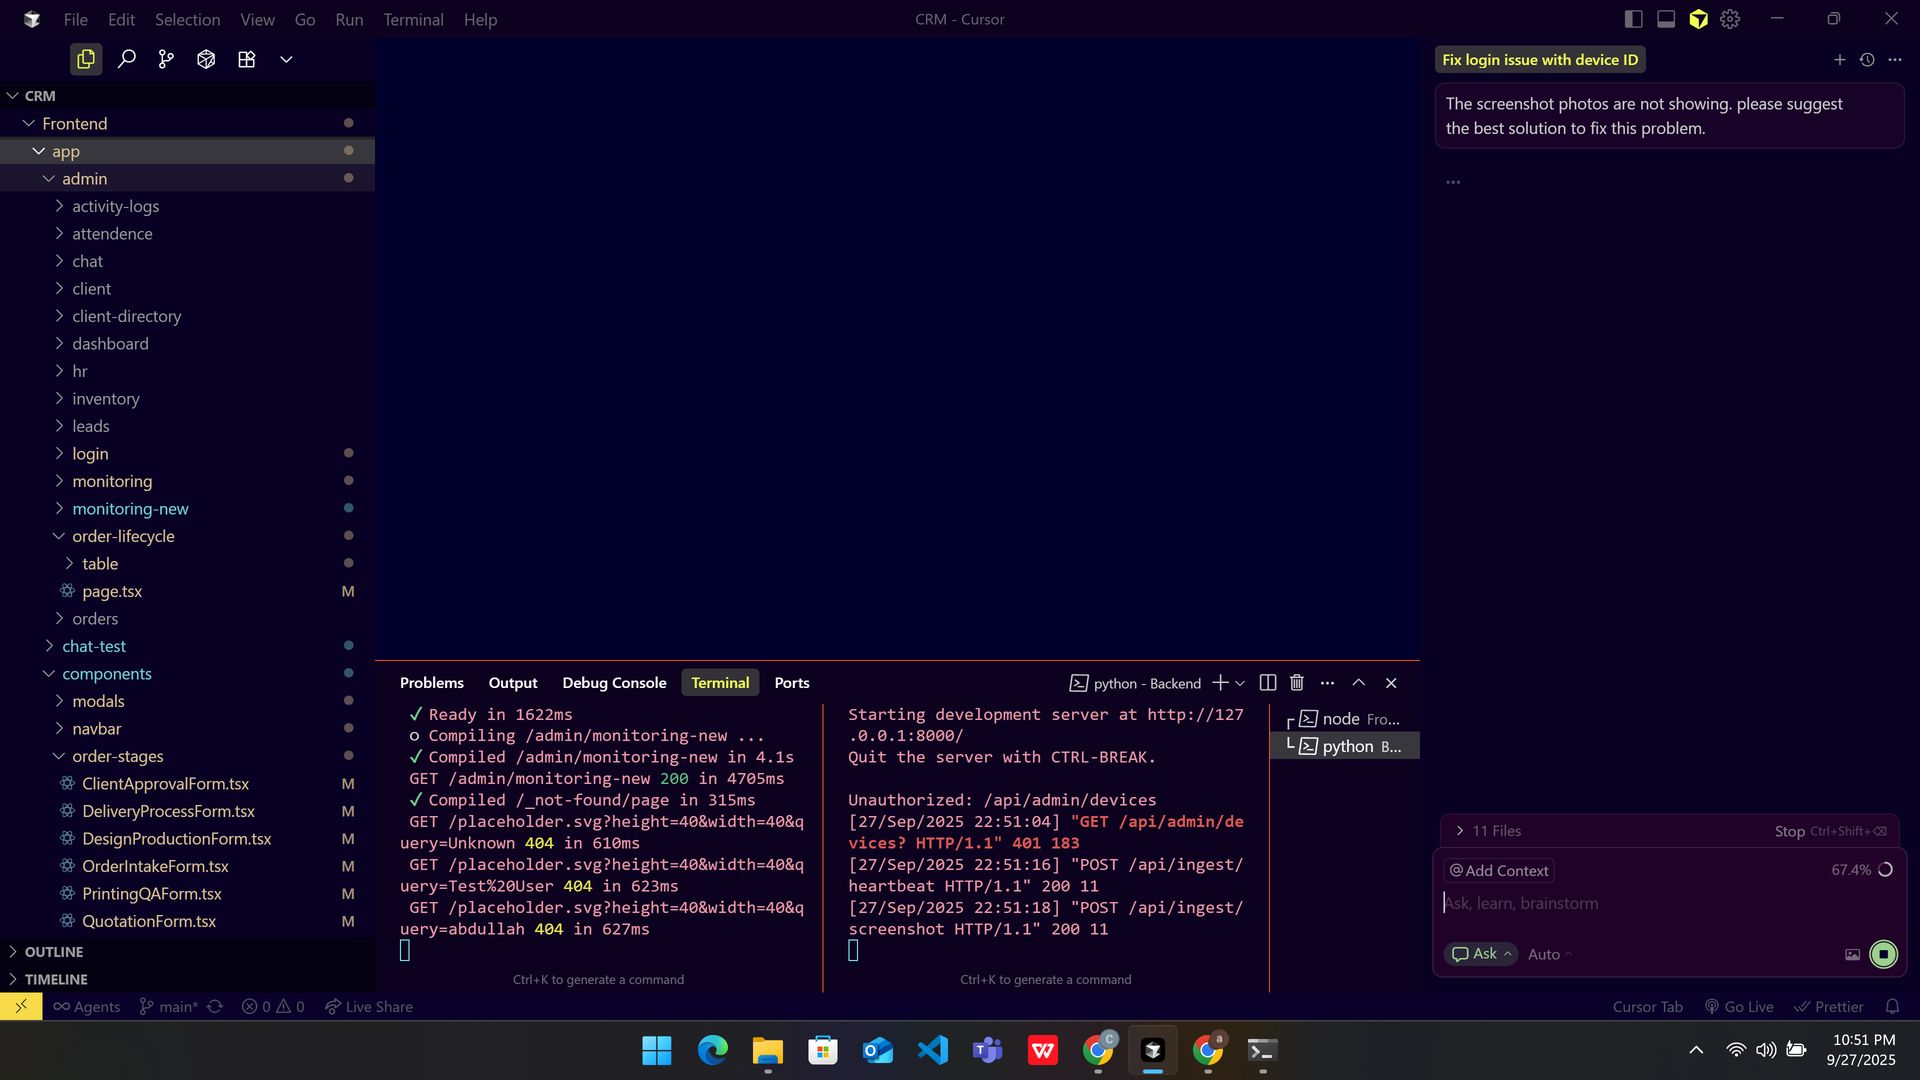 File Edit Selection View Go Run Terminal Help
CRM - Cursor
CRM
Frontend
app
admin
activity-logs
attendence
chat
client
client-directory
dashboard
hr
inventory
leads
login
monitoring
monitoring-new
order-lifecycle
table
page.tsx M
orders
chat-test
components
modals
navbar
order-stages
ClientApprovalForm.tsx M
DeliveryProcessForm.tsx M
DesignProductionForm.tsx M
OrderIntakeForm.tsx M
PrintingQAForm.tsx M
QuotationForm.tsx M
OUTLINE
TIMELINE
Problems Output Debug Console Terminal Ports
python - Backend
✓ Ready in 1622ms
○ Compiling /admin/monitoring-new ...
✓ Compiled /admin/monitoring-new in 4.1s
GET /admin/monitoring-new 200 in 4705ms
✓ Compiled /_not-found/page in 315ms
GET /placeholder.svg?height=40&width=40&q
uery=Unknown 404 in 610ms
GET /placeholder.svg?height=40&width=40&q
uery=Test%20User 404 in 623ms
GET /placeholder.svg?height=40&width=40&q
uery=abdullah 404 in 627ms
Ctrl+K to generate a command
Starting development server at http://127
.0.0.1:8000/
Quit the server with CTRL-BREAK.
Unauthorized: /api/admin/devices
[27/Sep/2025 22:51:04] "GET /api/admin/de
vices? HTTP/1.1" 401 183
[27/Sep/2025 22:51:16] "POST /api/ingest/
heartbeat HTTP/1.1" 200 11
[27/Sep/2025 22:51:18] "POST /api/ingest/
screenshot HTTP/1.1" 200 11
Ctrl+K to generate a command
node Fro...
python B...
Fix login issue with device ID
The screenshot photos are not showing. please suggest
the best solution to fix this problem.
...
11 Files Stop Ctrl+Shift+⌫
@ Add Context 67.4%
Ask, learn, brainstorm
Ask Auto
Agents main* 0 0 Live Share
Cursor Tab Go Live Prettier
C
a
10:51 PM
9/27/2025